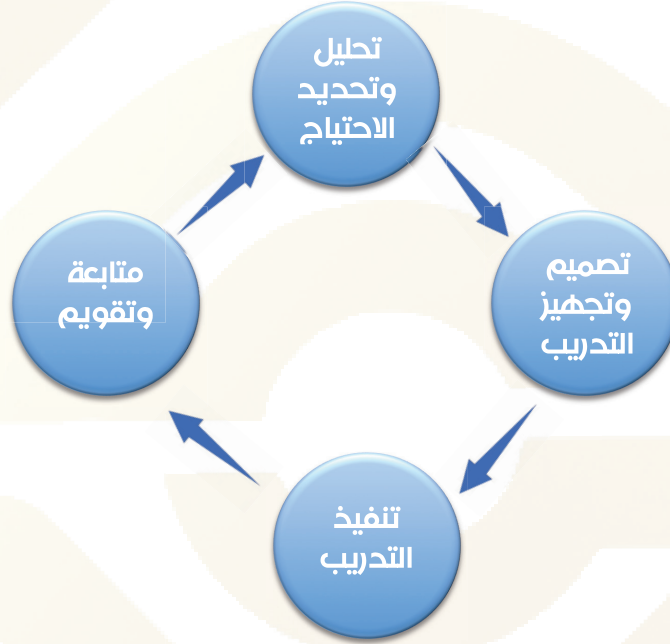 تحليل
وتحديد
الاحتياج
تصميم
وتجهيز
التدريب
تنفيذ
التدريب
متابعة
وتقويم